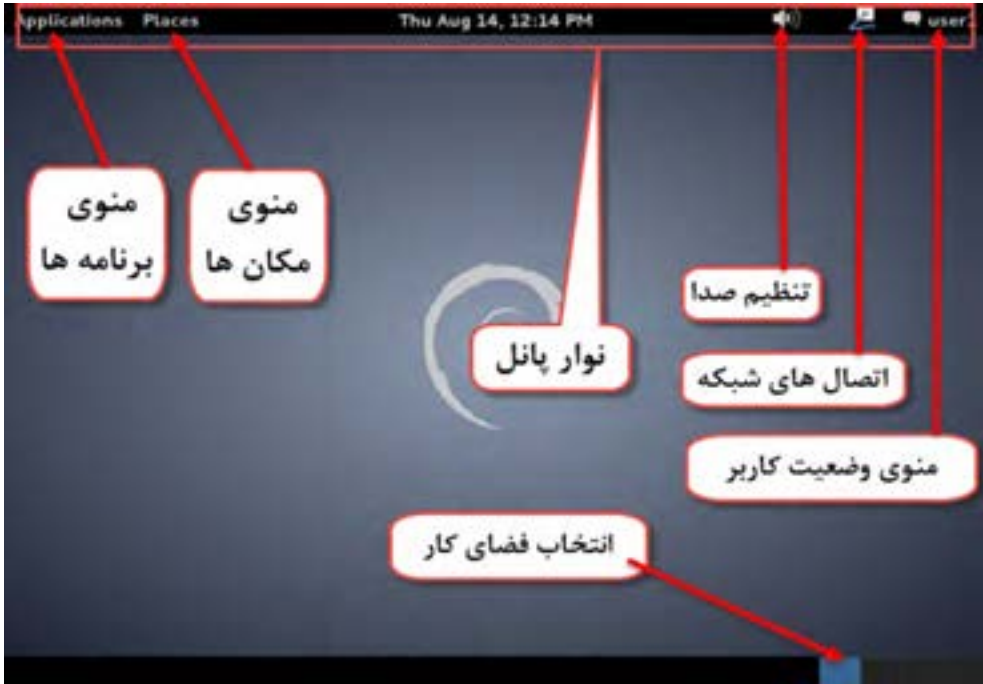 Applications Places Thu Aug 14, 12:14 PM user1
منوی
برنامه ها
منوی
مکان ها
تنظیم صدا
نوار پانل
اتصال های شبکه
منوی وضعیت کاربر
انتخاب فضای کار